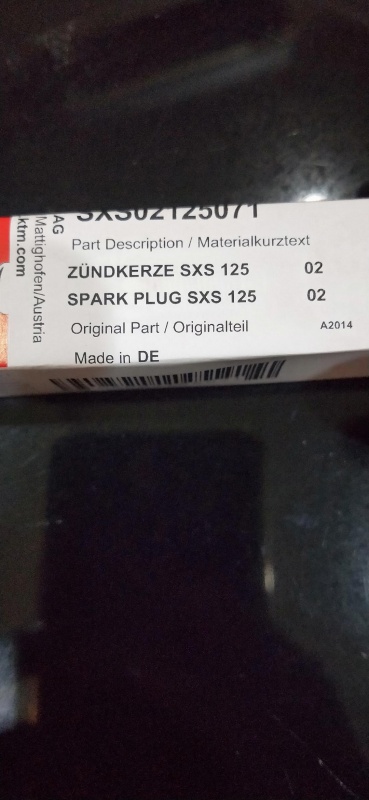 SXS02125071
Part Description / Materialkurztext
ZÜNDKERZE SXS 125 02
SPARK PLUG SXS 125 02
Original Part / Originalteil A2014
Made in DE
AG
Mattighofen/Austria
ktm.com